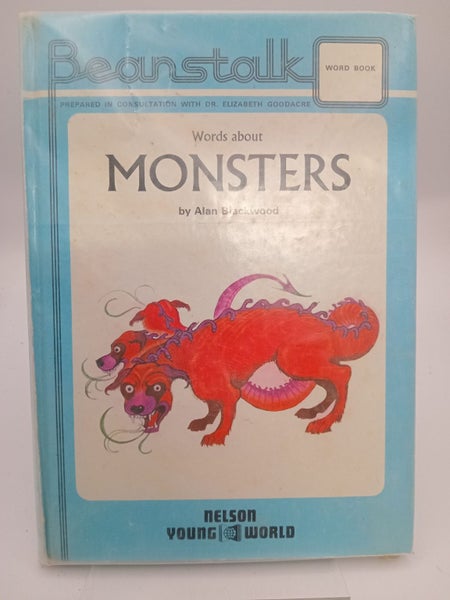 Beanstalk
WORD BOOK
PREPARED IN CONSULTATION WITH DR. ELIZABETH GOODACRE
Words about
MONSTERS
by Alan Blackwood
NELSON
YOUNG WORLD